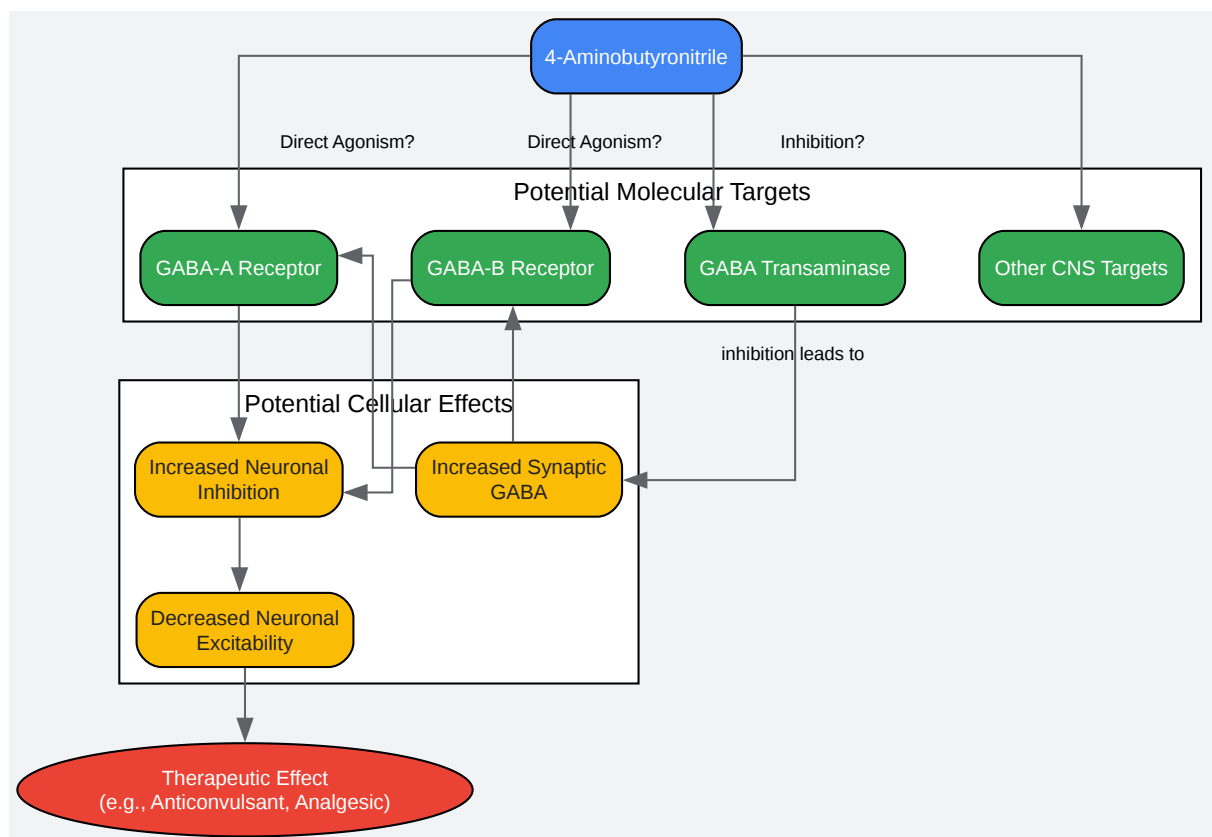 4-Aminobutyronitrile
Direct Agonism?
Direct Agonism?
Inhibition?
Potential Molecular Targets
GABA-A Receptor
GABA-B Receptor
GABA Transaminase
Other CNS Targets
inhibition leads to
Potential Cellular Effects
Increased Neuronal
Inhibition
Increased Synaptic
GABA
Decreased Neuronal
Excitability
Therapeutic Effect
(e.g., Anticonvulsant, Analgesic)